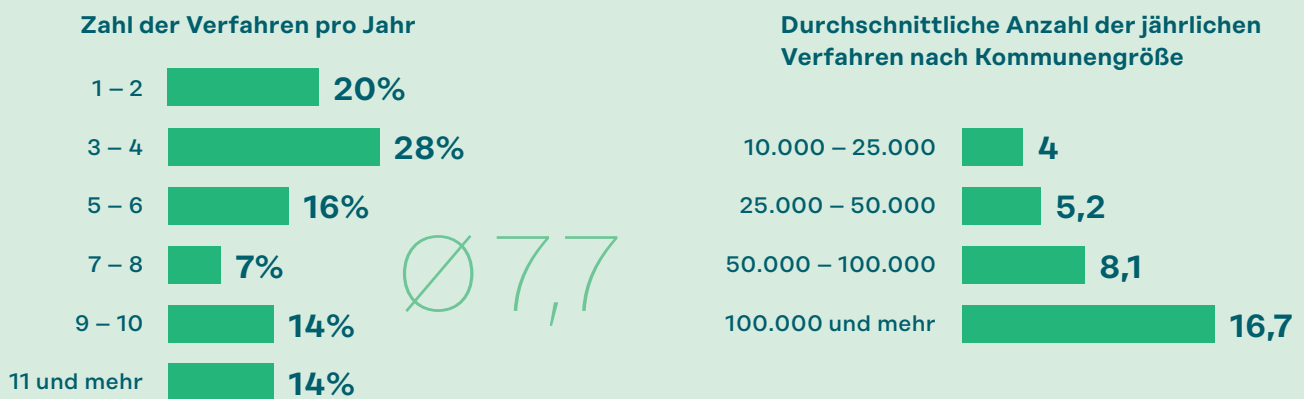 Zahl der Verfahren pro Jahr
1 – 2 20%
3 – 4 28%
5 – 6 16%
7 – 8 7%
9 – 10 14%
11 und mehr 14%
Ø 7,7
Durchschnittliche Anzahl der jährlichen
Verfahren nach Kommunengröße
10.000 – 25.000 4
25.000 – 50.000 5,2
50.000 – 100.000 8,1
100.000 und mehr 16,7